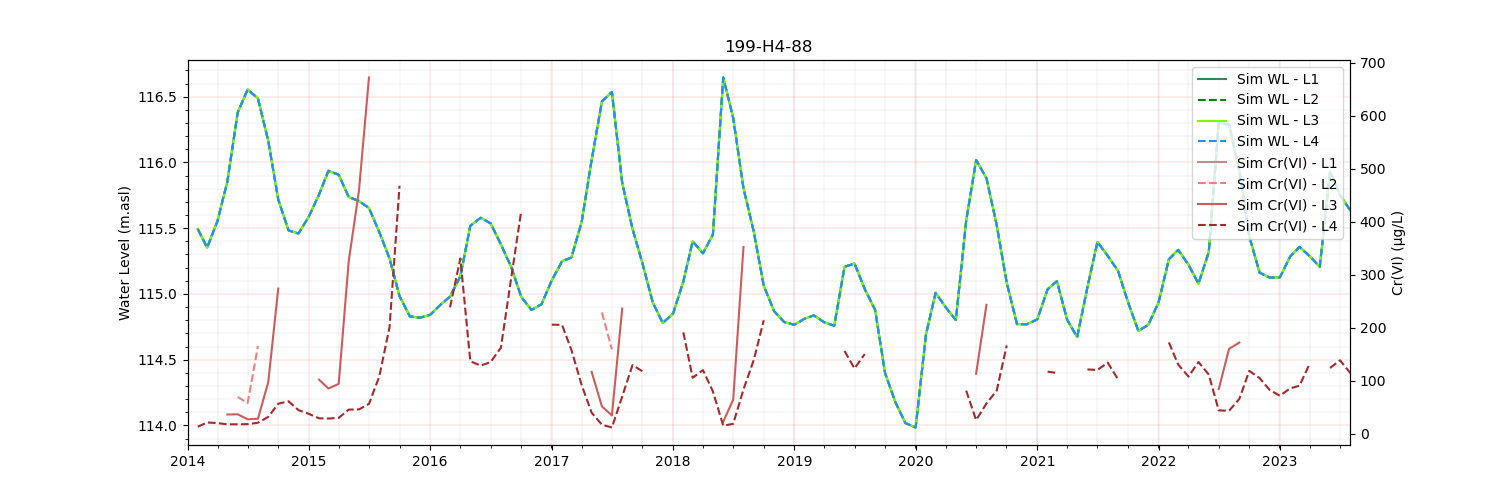 199-H4-88
116.5
116.0
115.5
115.0
114.5
114.0
Water Level (m.asl)
700
600
500
400
300
200
100
0
Cr(VI) (µg/L)
Sim WL - L1
Sim WL - L2
Sim WL - L3
Sim WL - L4
Sim Cr(VI) - L1
Sim Cr(VI) - L2
Sim Cr(VI) - L3
Sim Cr(VI) - L4
2014 2015 2016 2017 2018 2019 2020 2021 2022 2023